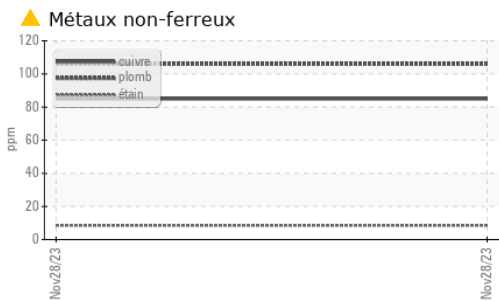 Métaux non-ferreux
120
100
80
60
40
20
0
ppm
cuivre
plomb
étain
Nov28/23
Nov28/23